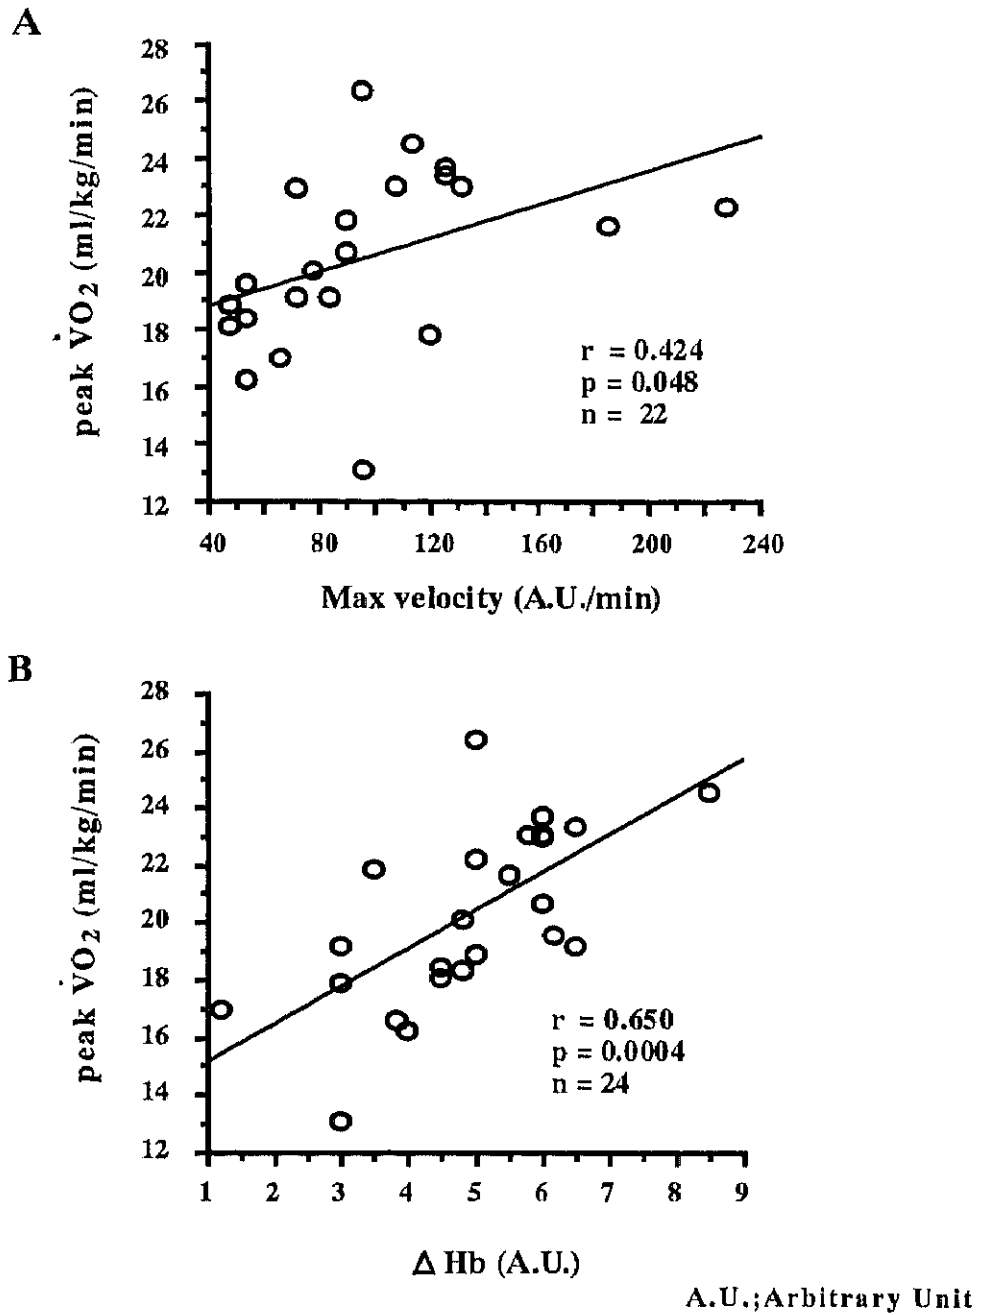 A
28
26
24
22
20
18
16
14
12
peak V̇O2 (ml/kg/min)
r = 0.424
p = 0.048
n = 22
40 80 120 160 200 240
Max velocity (A.U./min)
B
28
26
24
22
20
18
16
14
12
peak V̇O2 (ml/kg/min)
r = 0.650
p = 0.0004
n = 24
1 2 3 4 5 6 7 8 9
Δ Hb (A.U.)
A.U.;Arbitrary Unit